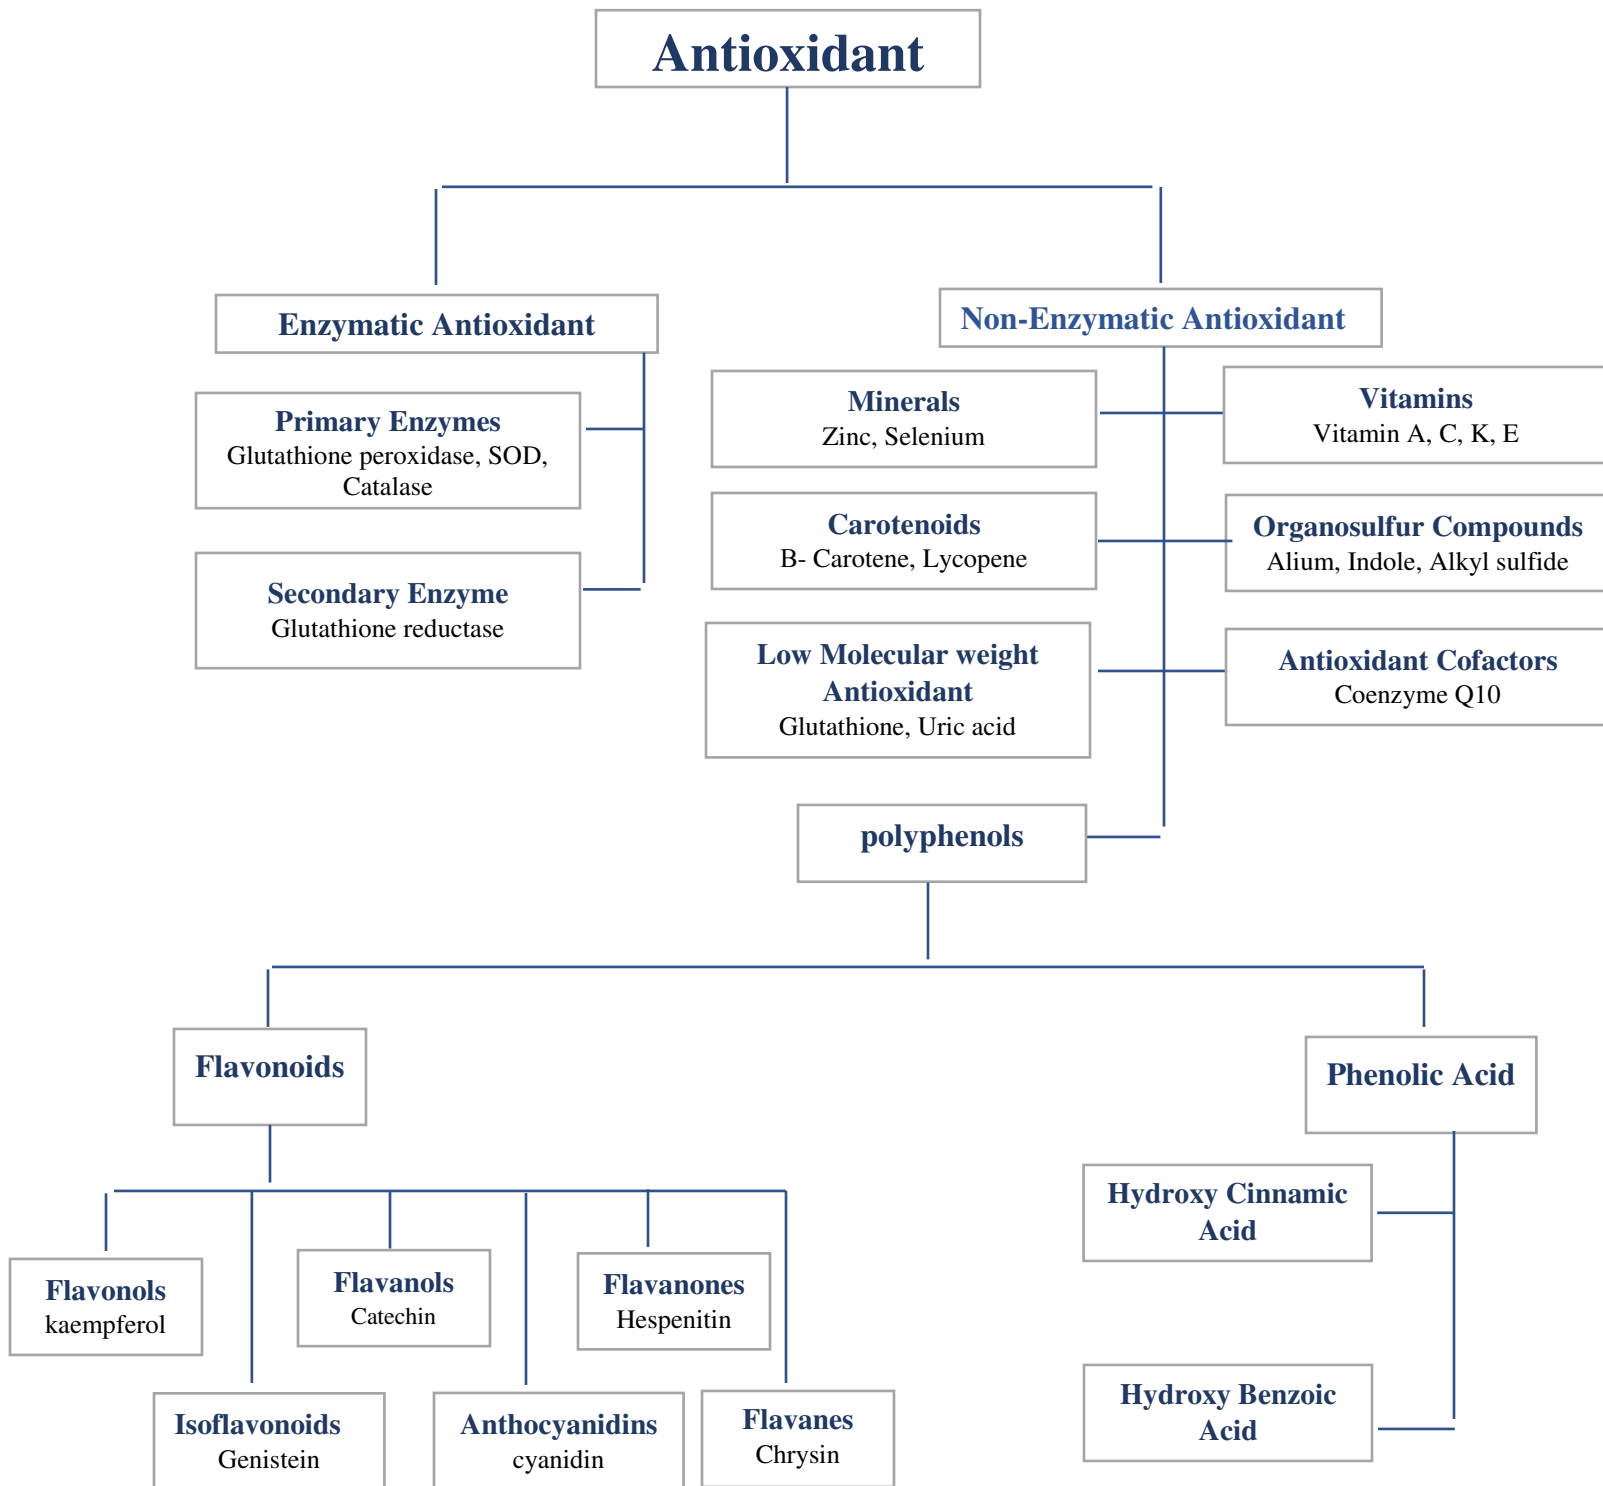 Antioxidant
Enzymatic Antioxidant
Non-Enzymatic Antioxidant
Primary Enzymes
Glutathione peroxidase, SOD,
Catalase
Secondary Enzyme
Glutathione reductase
Minerals
Zinc, Selenium
Vitamins
Vitamin A, C, K, E
Carotenoids
B- Carotene, Lycopene
Organosulfur Compounds
Alium, Indole, Alkyl sulfide
Low Molecular weight
Antioxidant
Glutathione, Uric acid
Antioxidant Cofactors
Coenzyme Q10
polyphenols
Flavonoids
Phenolic Acid
Flavonols
kaempferol
Flavanols
Catechin
Flavanones
Hespenitin
Isoflavonoids
Genistein
Anthocyanidins
cyanidin
Flavanes
Chrysin
Hydroxy Cinnamic
Acid
Hydroxy Benzoic
Acid